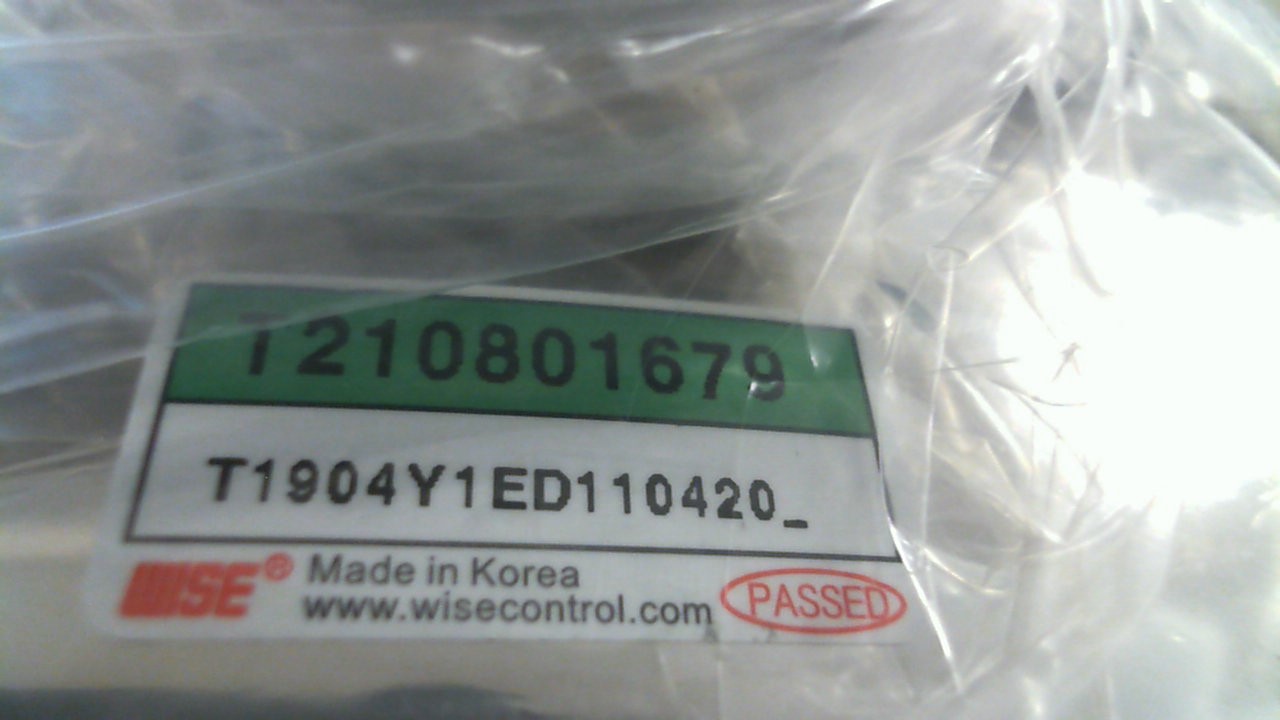 T210801679
T1904Y1ED110420_
WISE® Made in Korea
www.wisecontrol.com
PASSED